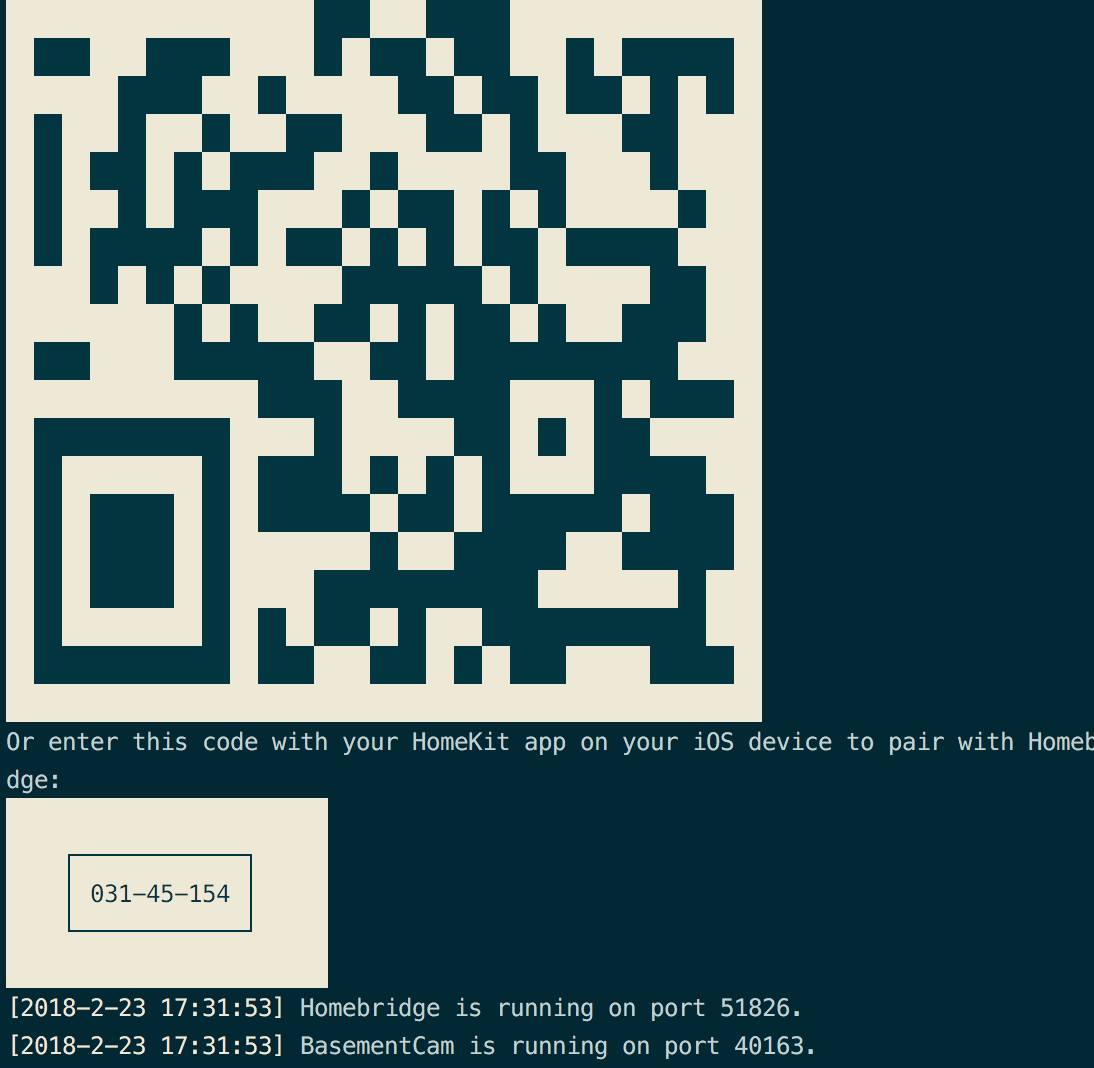 Or enter this code with your HomeKit app on your iOS device to pair with Homeb
dge:
031-45-154
[2018-2-23 17:31:53] Homebridge is running on port 51826.
[2018-2-23 17:31:53] BasementCam is running on port 40163.